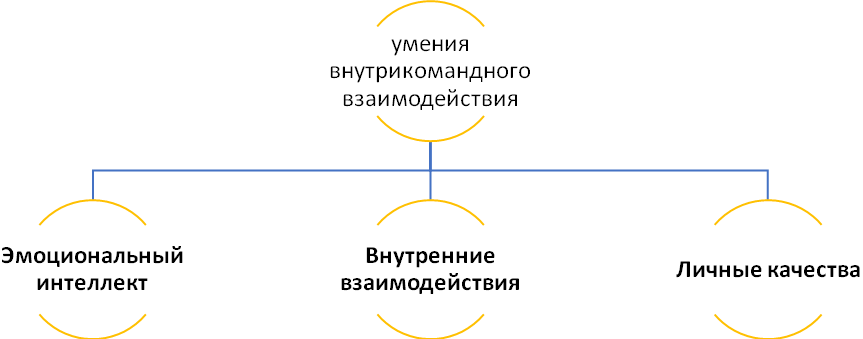 умения
внутрикомандного
взаимодействия
Эмоциональный
интеллект
Внутренние
взаимодействия
Личные качества